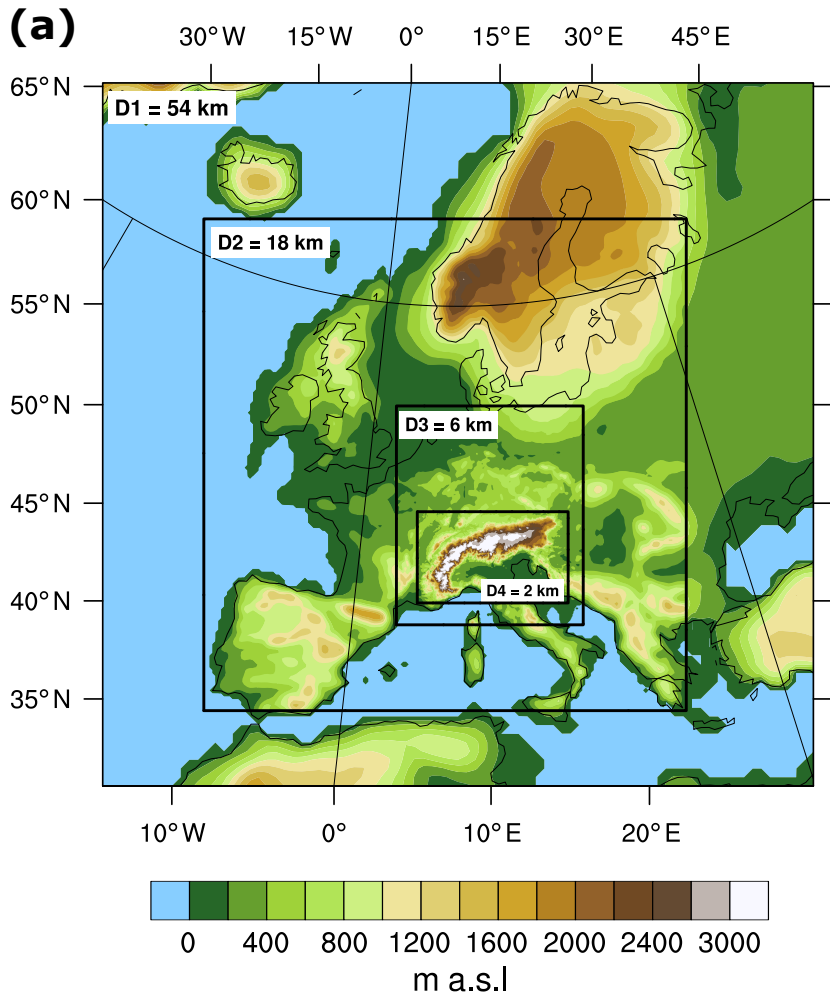 (a)
30°W 15°W 0° 15°E 30°E 45°E
65°N
D1 = 54 km
60°N
D2 = 18 km
55°N
50°N
D3 = 6 km
45°N
D4 = 2 km
40°N
35°N
10°W 0° 10°E 20°E
0 400 800 1200 1600 2000 2400 3000
m a.s.l